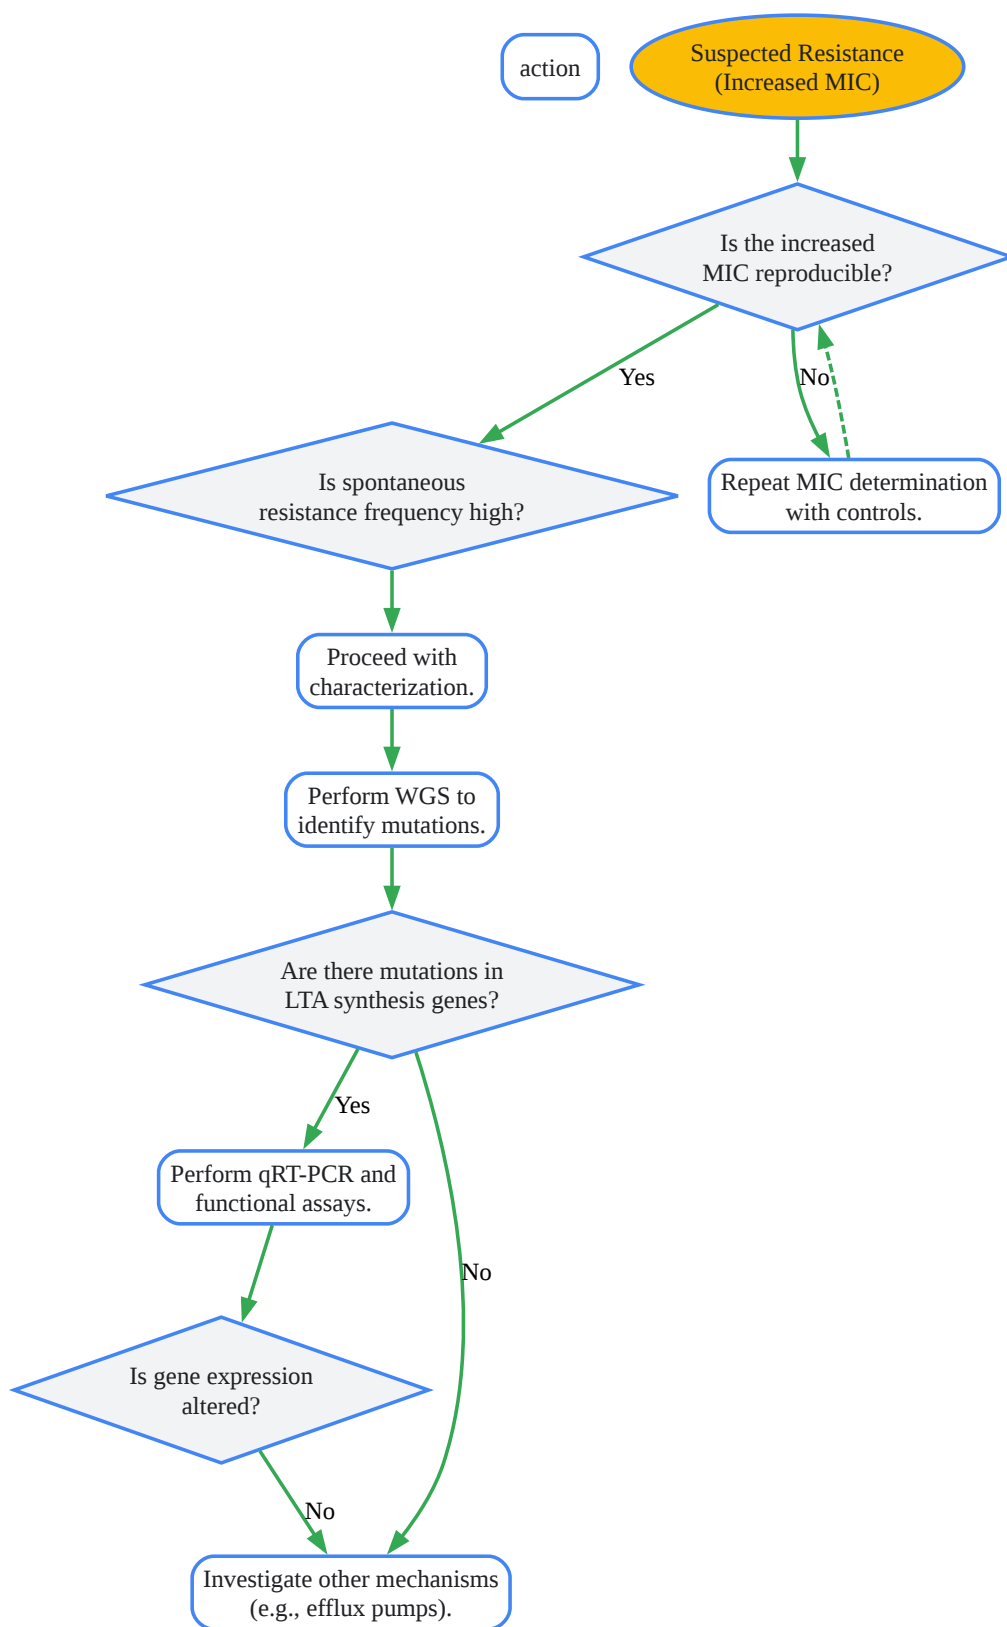 action
Suspected Resistance
(Increased MIC)
Is the increased
MIC reproducible?
Yes
No
Is spontaneous
resistance frequency high?
Repeat MIC determination
with controls.
Proceed with
characterization.
Perform WGS to
identify mutations.
Are there mutations in
LTA synthesis genes?
Yes
Perform qRT-PCR and
functional assays.
No
Is gene expression
altered?
No
Investigate other mechanisms
(e.g., efflux pumps).